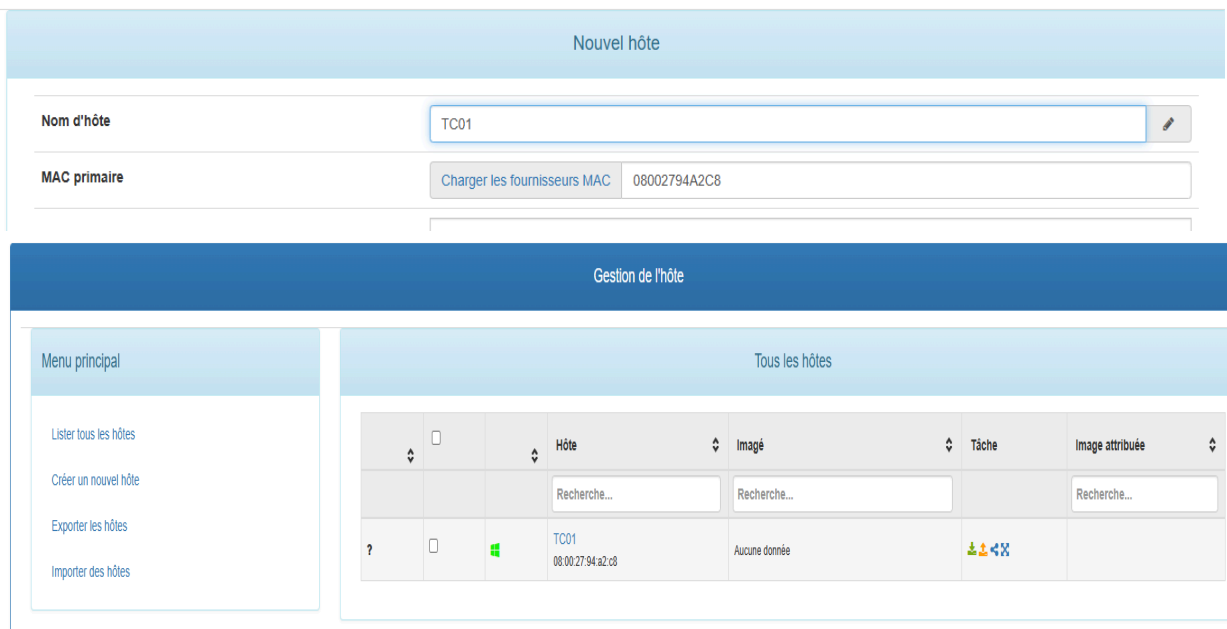 Nouvel hôte
Nom d'hôte
TC01
MAC primaire
Charger les fournisseurs MAC 08002794A2C8
Gestion de l'hôte
Menu principal
Lister tous les hôtes
Créer un nouvel hôte
Exporter les hôtes
Importer des hôtes
Tous les hôtes
Hôte Imagé Tâche Image attribuée
Recherche... Recherche... Recherche...
? TC01 Aucune donnée
08:00:27:94:a2:c8